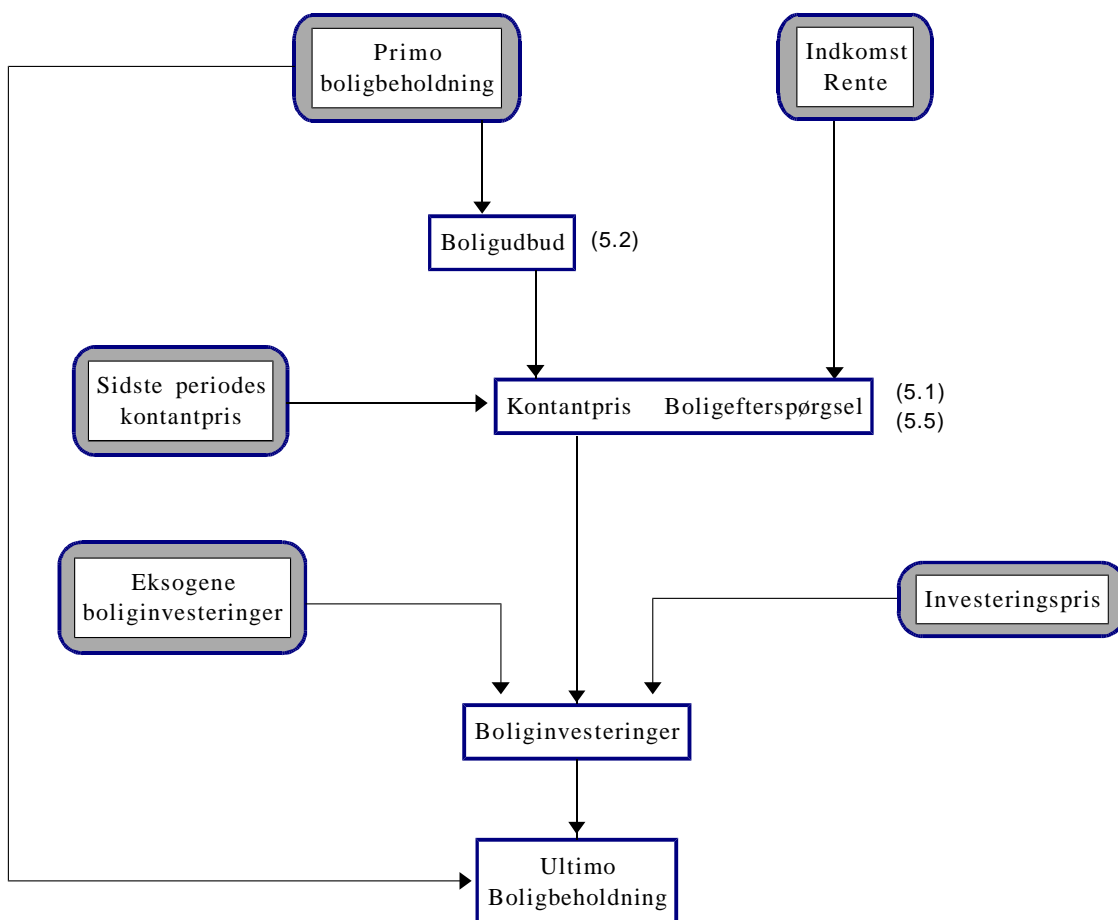 Primo
boligbeholdning
Indkomst
Rente
Boligudbud (5.2)
Sidste periodes
kontantpris
Kontantpris Boligefterspørgsel
(5.1)
(5.5)
Eksogene
boliginvesteringer
Investeringspris
Boliginvesteringer
Ultimo
Boligbeholdning